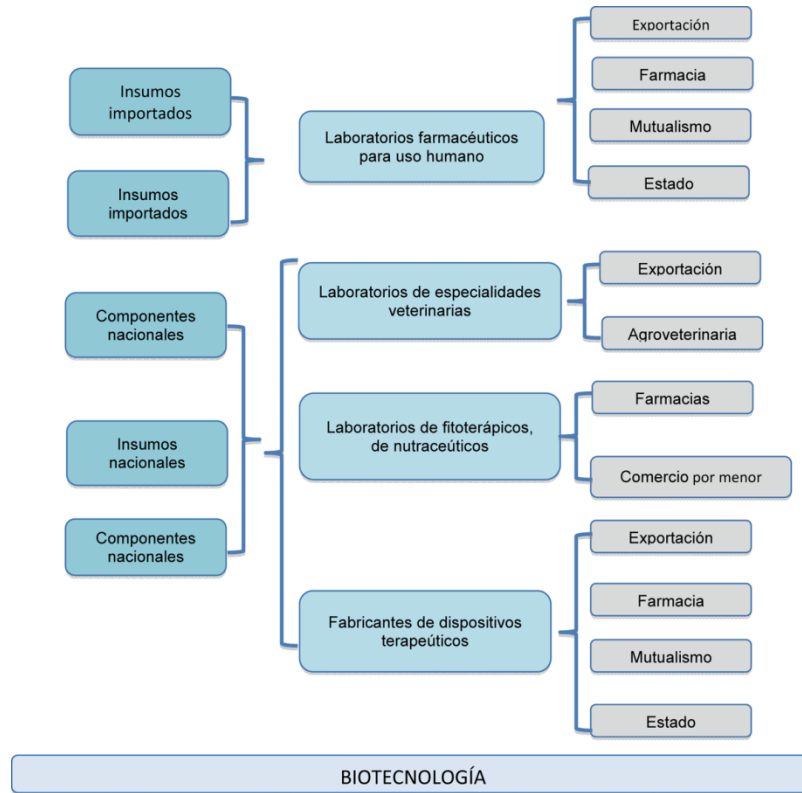 Insumos
importados
Insumos
importados
Componentes
nacionales
Insumos
nacionales
Componentes
nacionales
Laboratorios farmacéuticos
para uso humano
Laboratorios de especialidades
veterinarias
Laboratorios de fitoterápicos,
de nutraceúticos
Fabricantes de dispositivos
terapeúticos
Exportación
Farmacia
Mutualismo
Estado
Exportación
Agroveterinaria
Farmacias
Comercio por menor
Exportación
Farmacia
Mutualismo
Estado
BIOTECNOLOGÍA